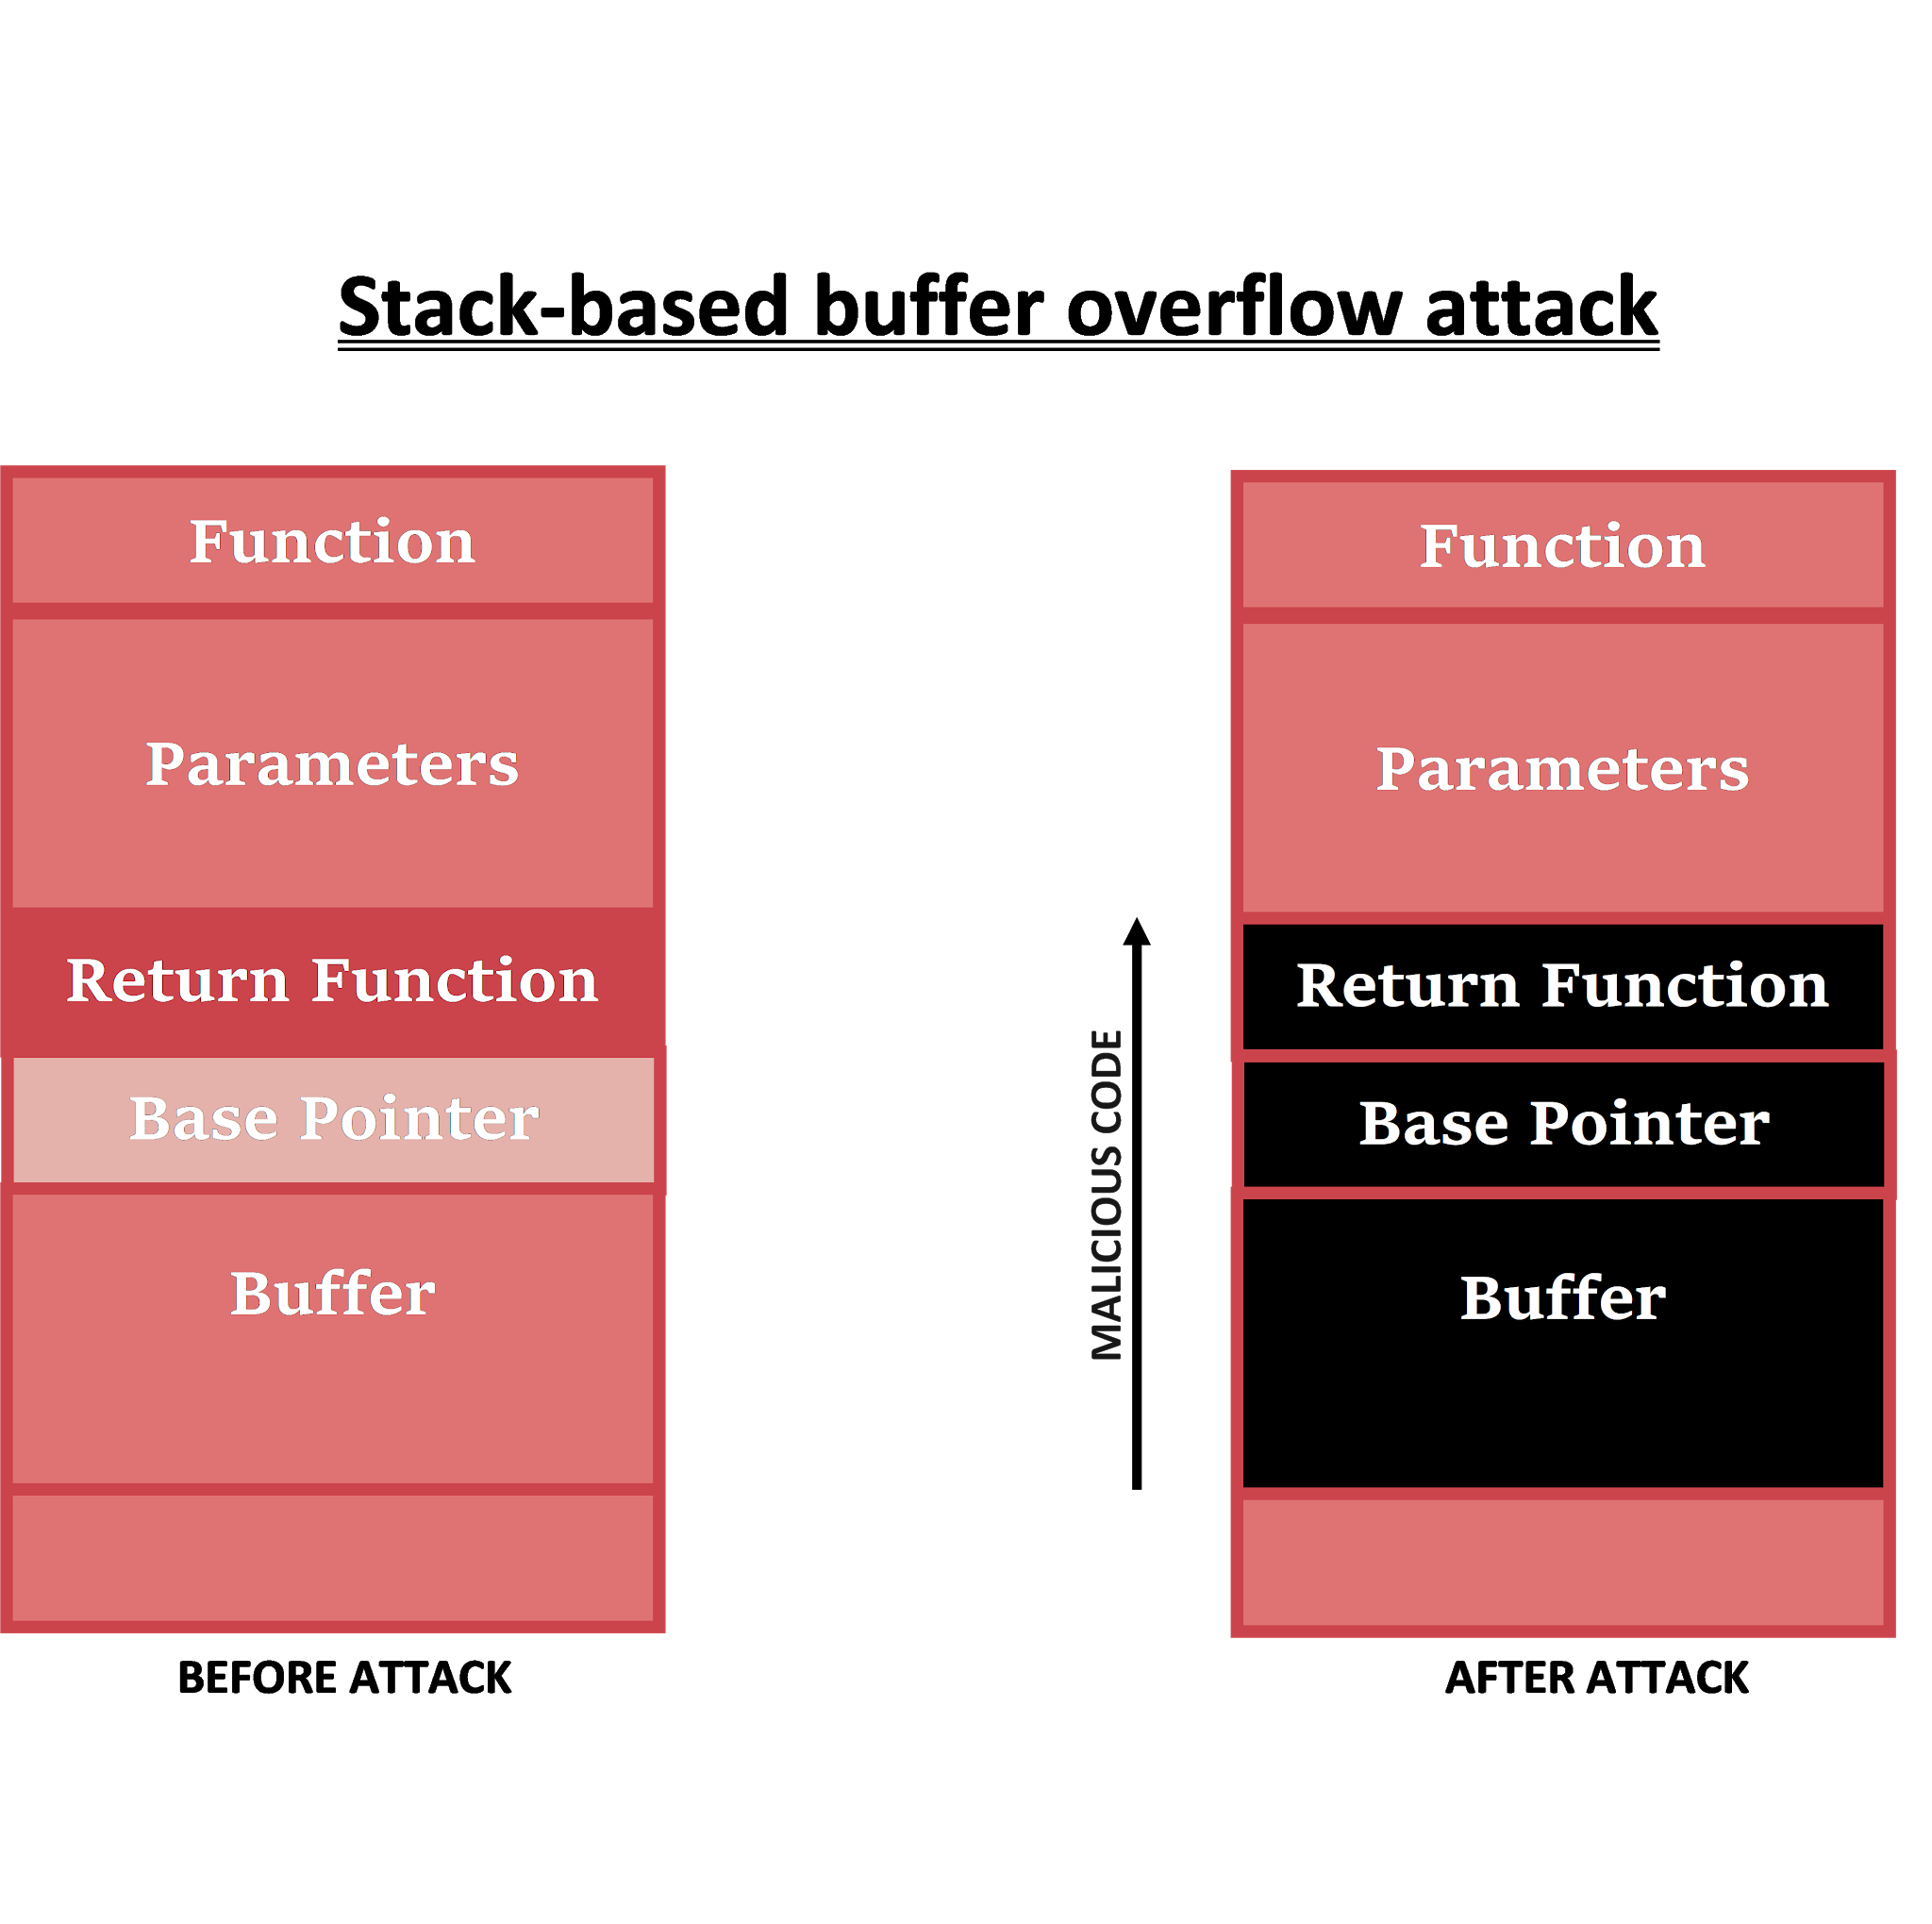 Stack-based buffer overflow attack
Function
Parameters
Return Function
Base Pointer
Buffer
BEFORE ATTACK
MALICIOUS CODE
Function
Parameters
Return Function
Base Pointer
Buffer
AFTER ATTACK